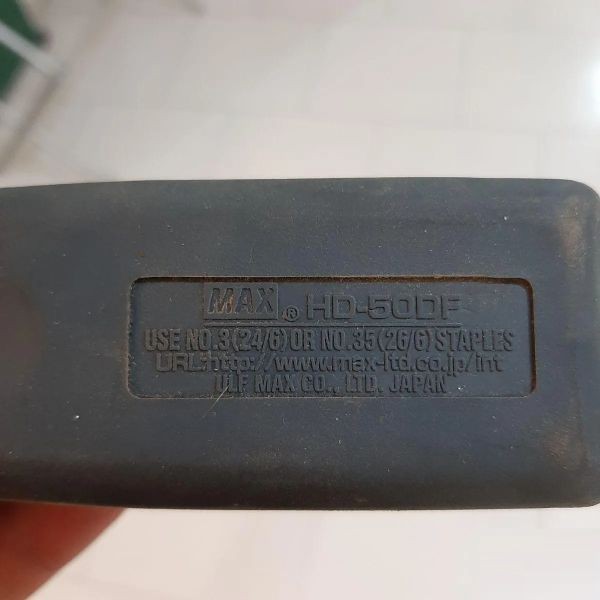 MAX® HD-50DF
USE NO.3(24/6)OR NO.35(26/6)STAPLES
URL:http://www.max-ltd.co.jp/int
ULF MAX CO., LTD. JAPAN